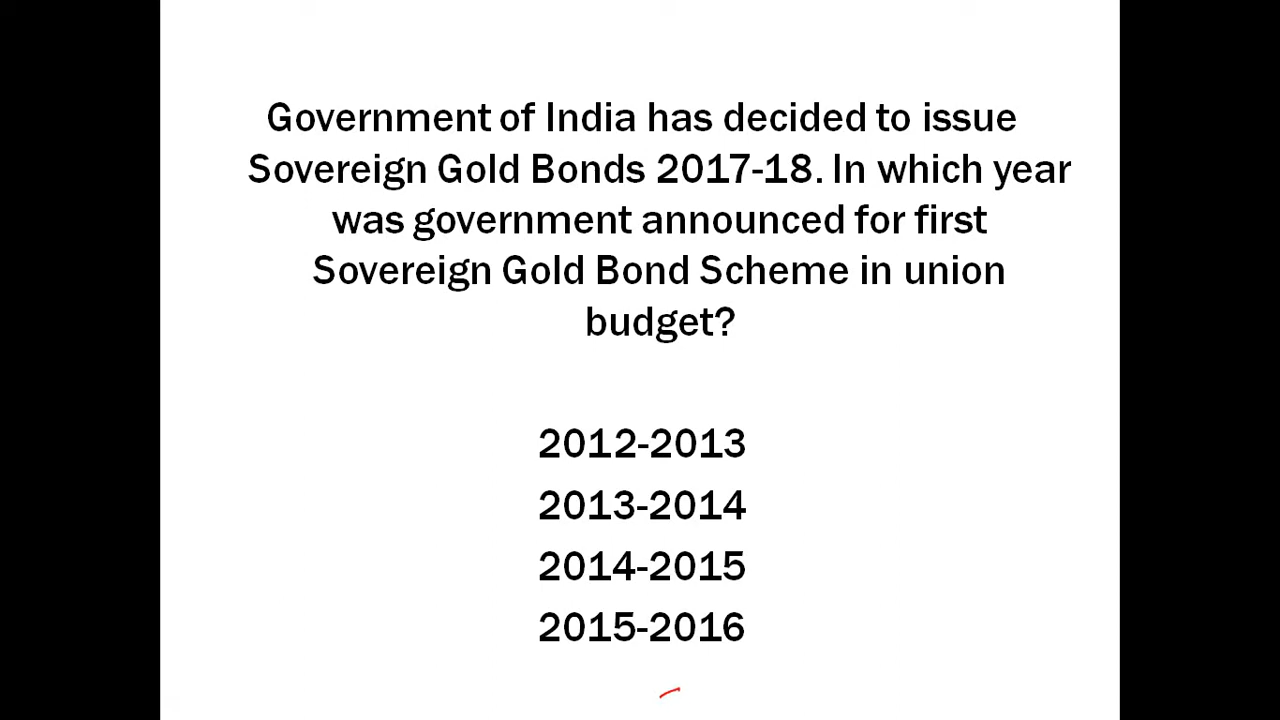 Government of India has decided to issue
Sovereign Gold Bonds 2017-18. In which year
was government announced for first
Sovereign Gold Bond Scheme in union
budget?
2012-2013
2013-2014
2014-2015
2015-2016